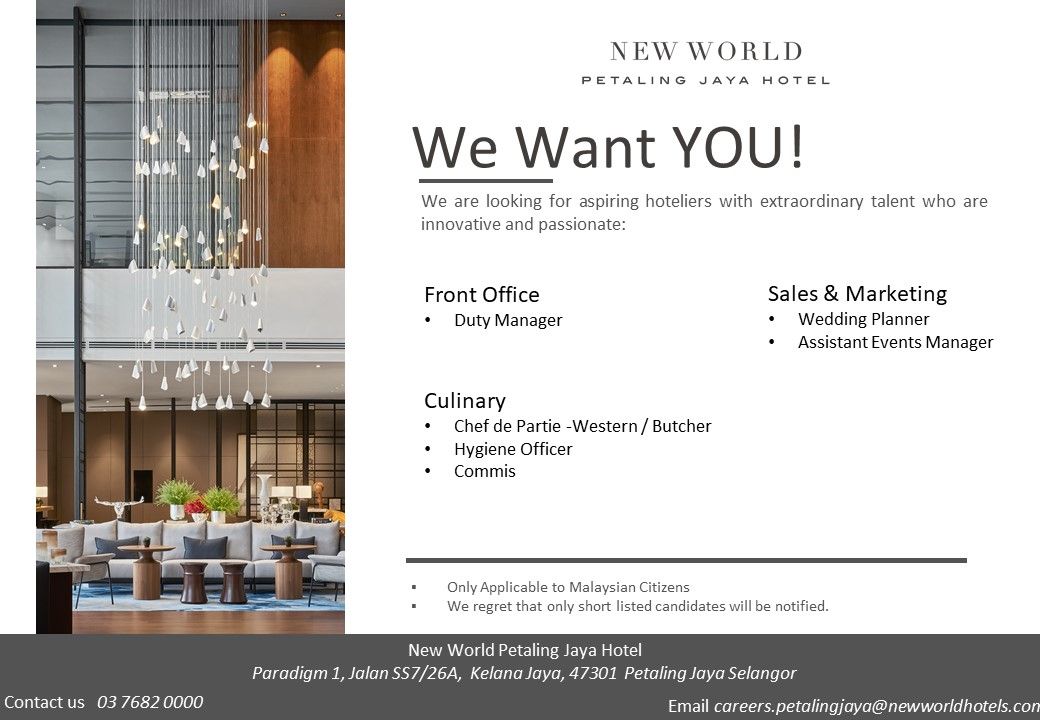 NEW WORLD
PETALING JAYA HOTEL
We Want YOU!
We are looking for aspiring hoteliers with extraordinary talent who are
innovative and passionate:
Front Office
• Duty Manager
Sales & Marketing
• Wedding Planner
• Assistant Events Manager
Culinary
• Chef de Partie -Western / Butcher
• Hygiene Officer
• Commis
▪ Only Applicable to Malaysian Citizens
▪ We regret that only short listed candidates will be notified.
New World Petaling Jaya Hotel
Paradigm 1, Jalan SS7/26A, Kelana Jaya, 47301 Petaling Jaya Selangor
Contact us 03 7682 0000
Email careers.petalingjaya@newworldhotels.com